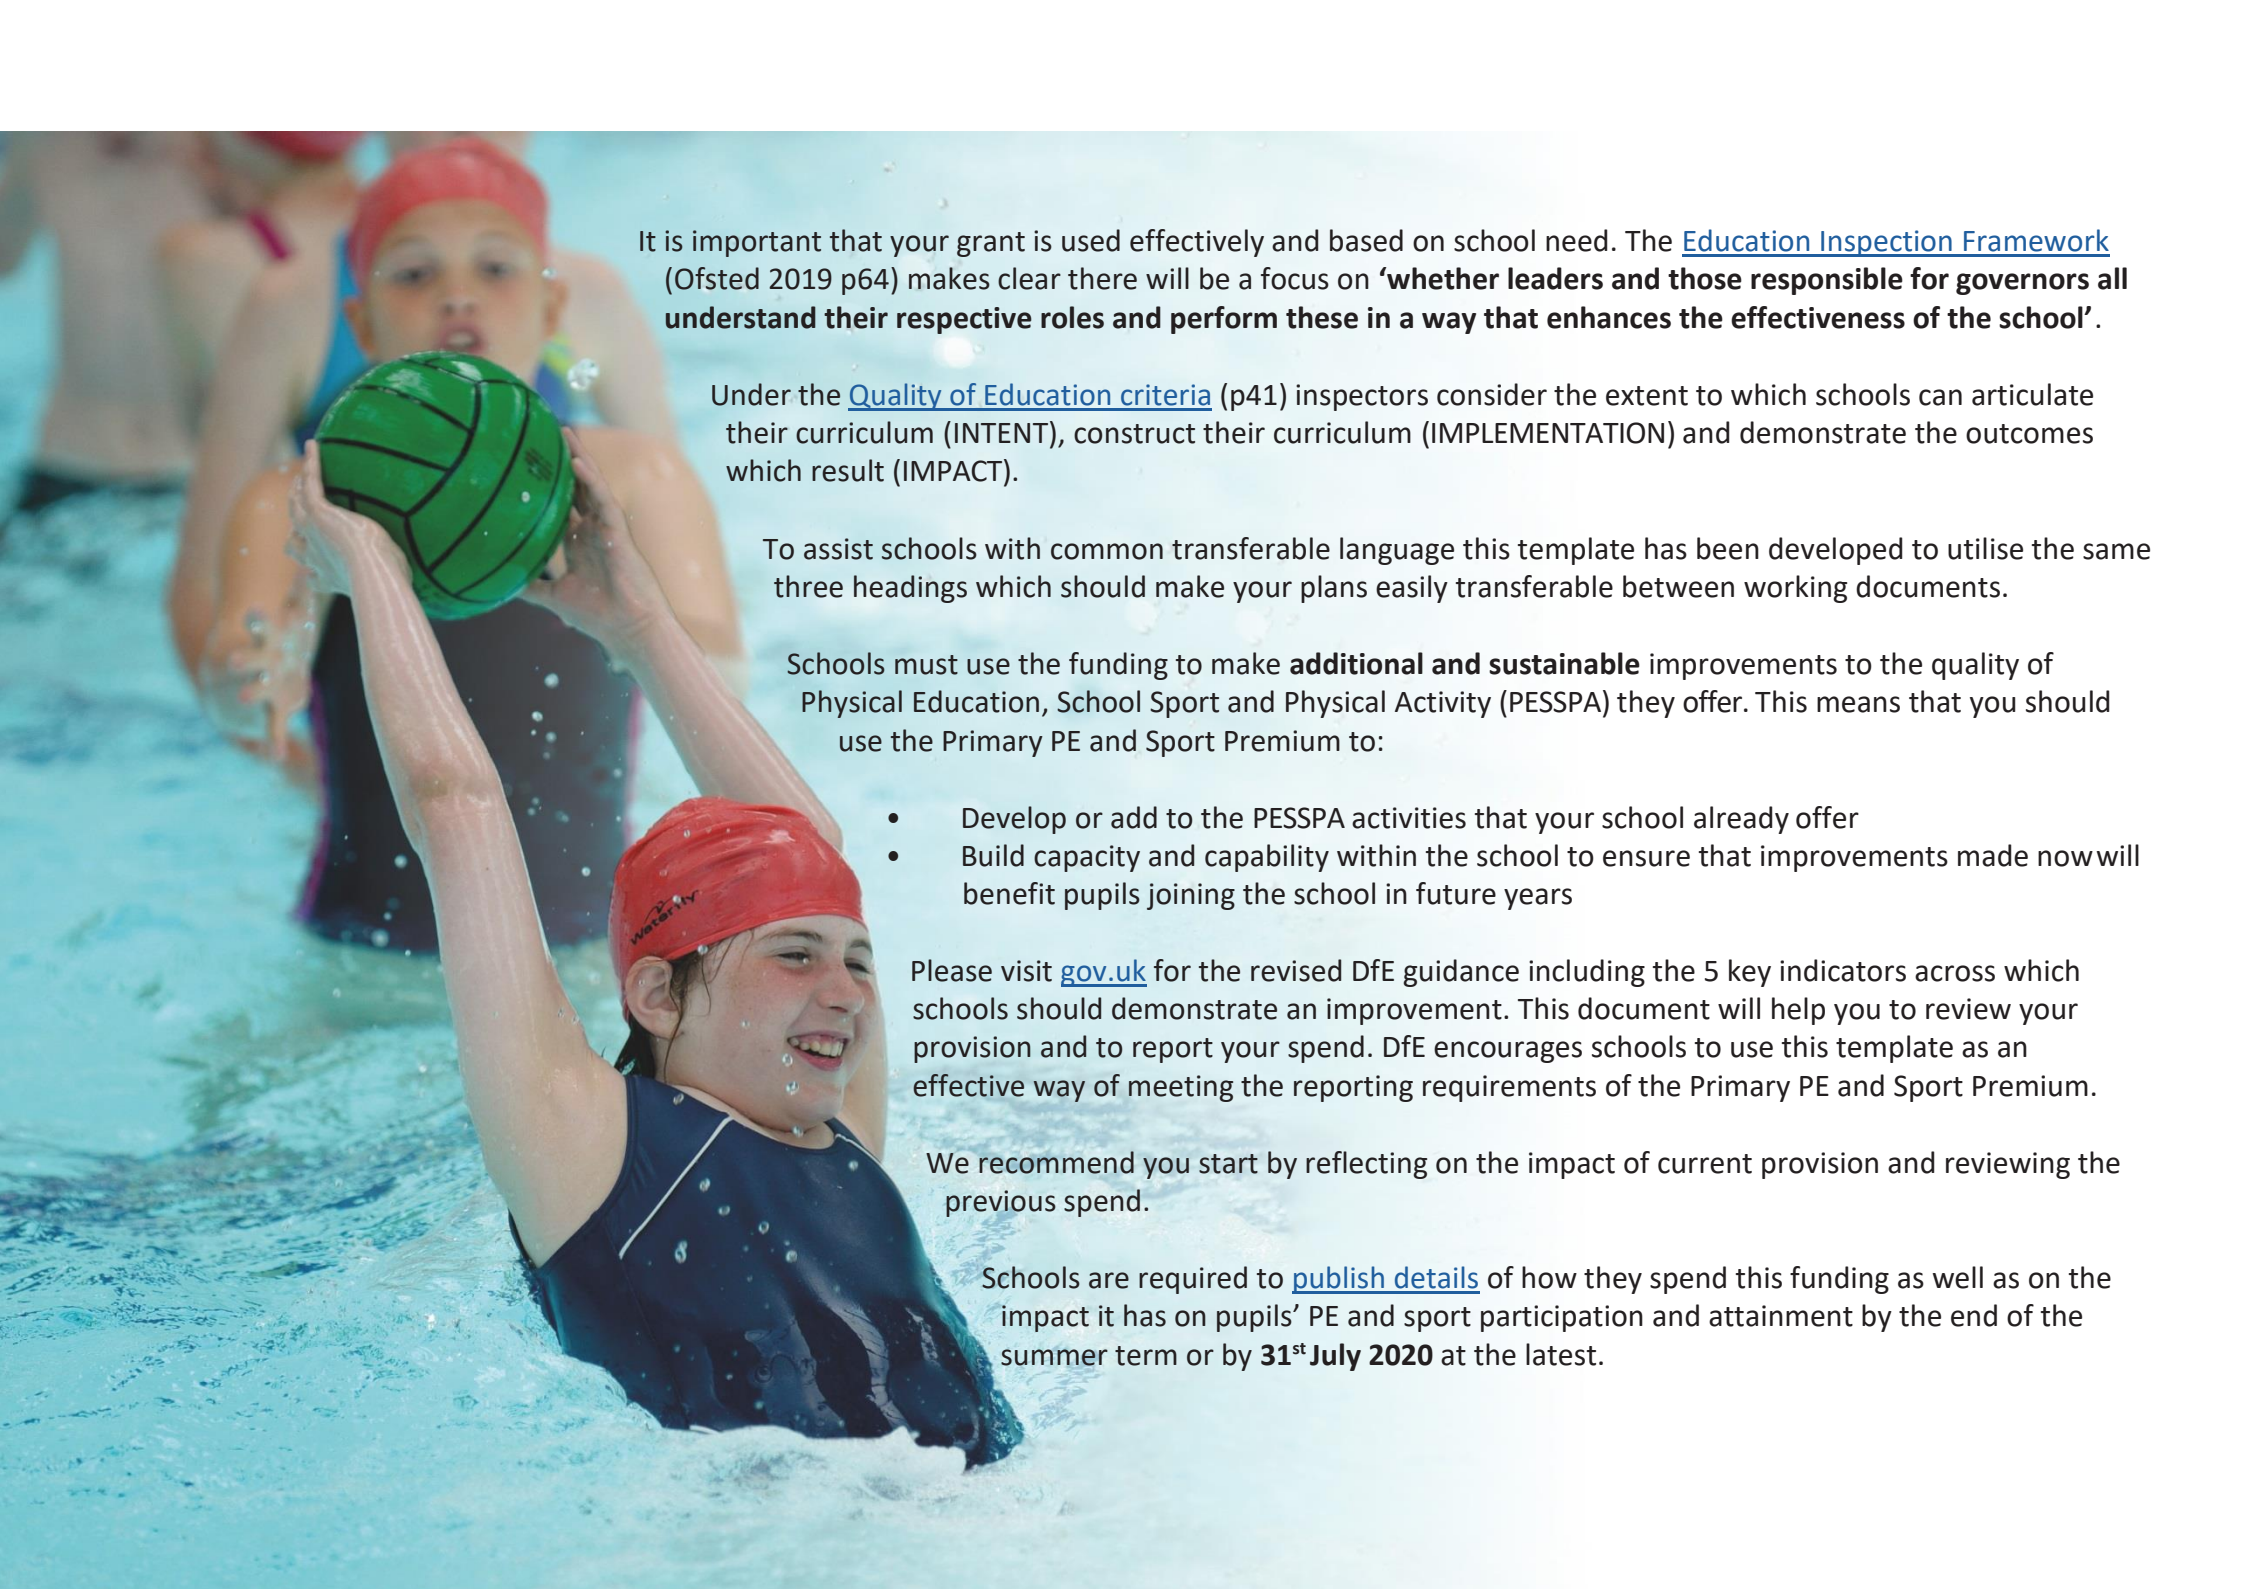 It is important that your grant is used effectively and based on school need. The Education Inspection Framework
(Ofsted 2019 p64) makes clear there will be a focus on ‘whether leaders and those responsible for governors all
understand their respective roles and perform these in a way that enhances the effectiveness of the school’.
Under the Quality of Education criteria (p41) inspectors consider the extent to which schools can articulate
their curriculum (INTENT), construct their curriculum (IMPLEMENTATION) and demonstrate the outcomes
which result (IMPACT).
To assist schools with common transferable language this template has been developed to utilise the same
three headings which should make your plans easily transferable between working documents.
Schools must use the funding to make additional and sustainable improvements to the quality of
Physical Education, School Sport and Physical Activity (PESSPA) they offer. This means that you should
use the Primary PE and Sport Premium to:
• Develop or add to the PESSPA activities that your school already offer
• Build capacity and capability within the school to ensure that improvements made now will
benefit pupils joining the school in future years
Please visit gov.uk for the revised DfE guidance including the 5 key indicators across which
schools should demonstrate an improvement. This document will help you to review your
provision and to report your spend. DfE encourages schools to use this template as an
effective way of meeting the reporting requirements of the Primary PE and Sport Premium.
We recommend you start by reflecting on the impact of current provision and reviewing the
previous spend.
Schools are required to publish details of how they spend this funding as well as on the
impact it has on pupils’ PE and sport participation and attainment by the end of the
summer term or by 31st July 2020 at the latest.